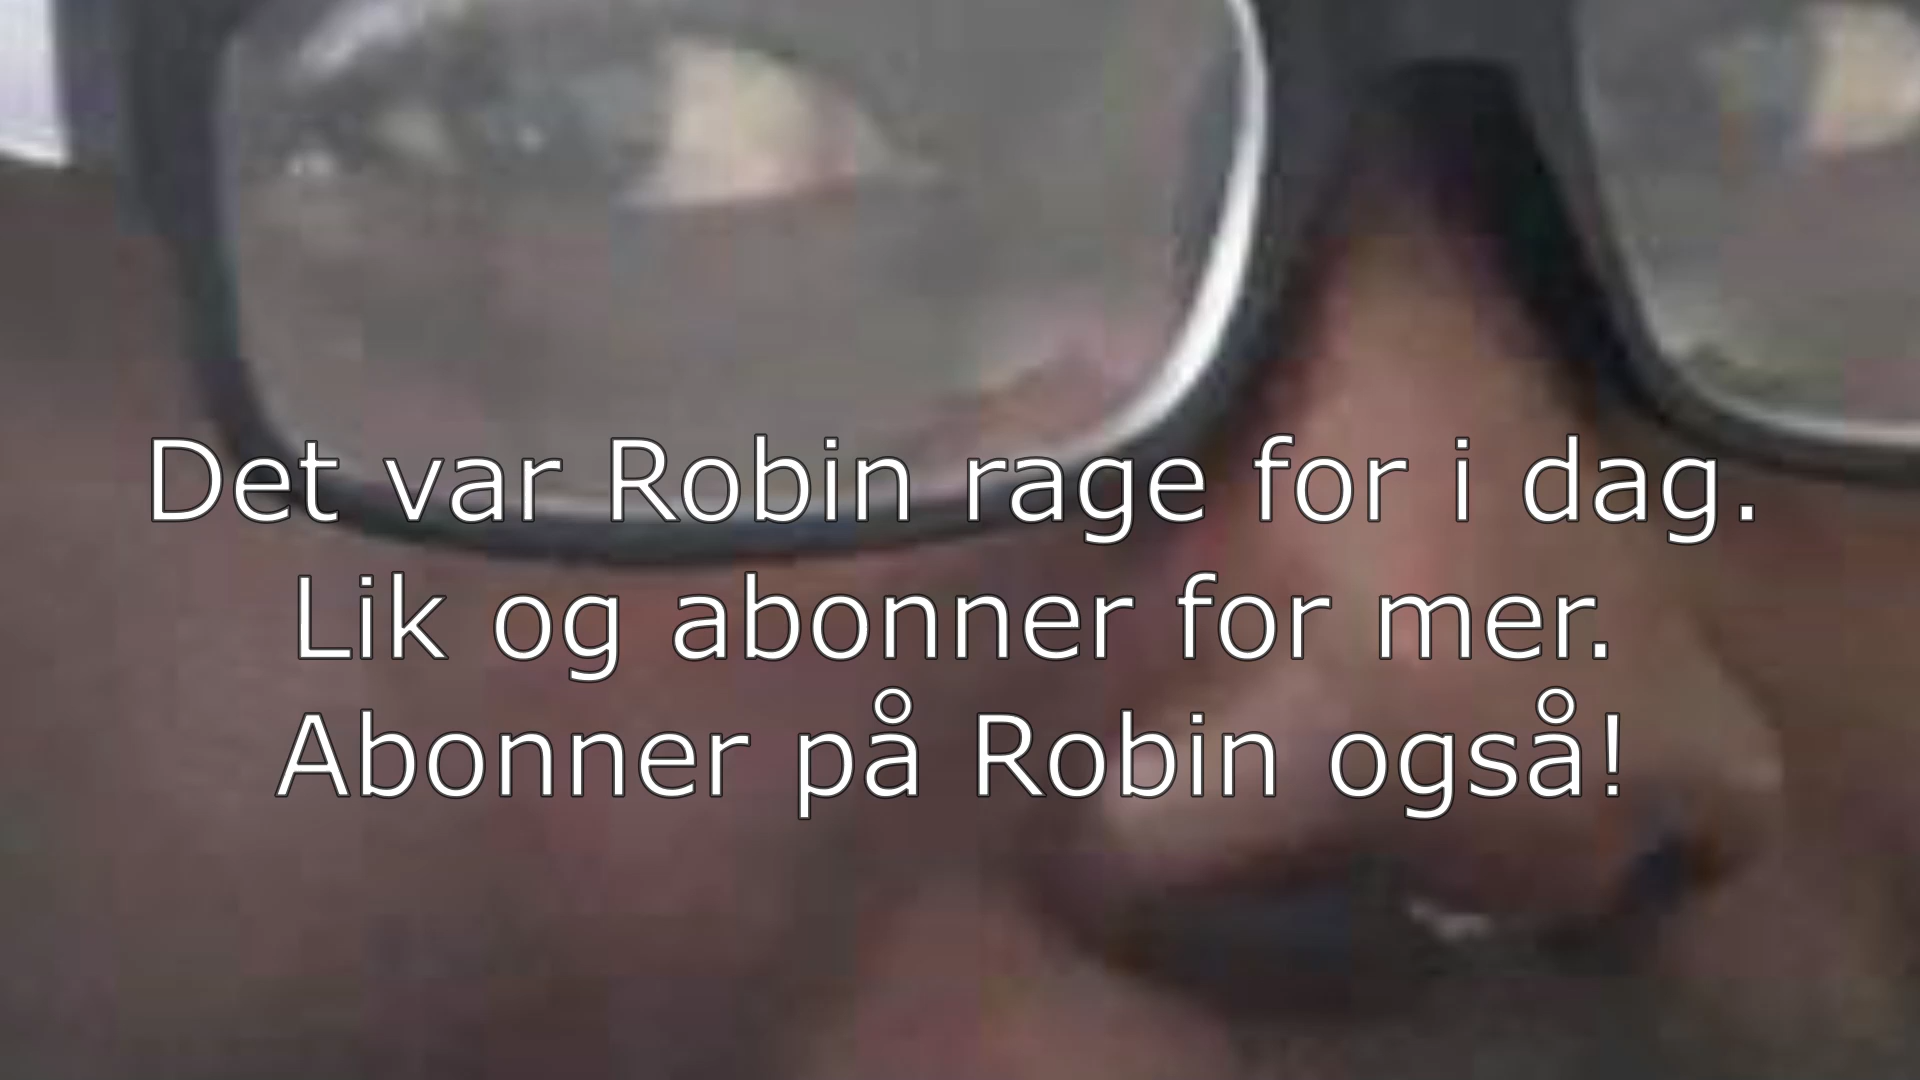 Det var Robin rage for i dag.
Lik og abonner for mer.
Abonner på Robin også!